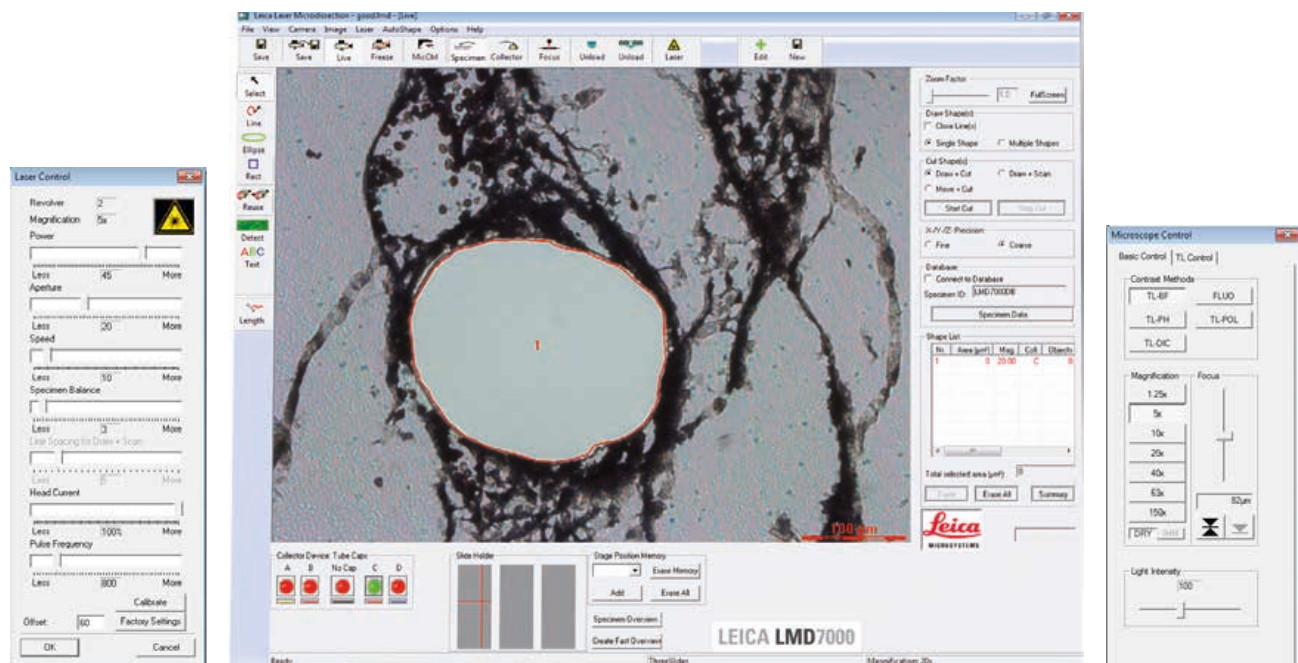 Laser Control
Revolver 2
Magnification 5x
Power
Less 45 More
Aperture
Less 20 More
Speed
Less 10 More
Specimen Balance
Less 3 More
Line Spacing for Draw + Scan
Less 5 More
Head Current
Less 100% More
Pulse Frequency
Less 800 More
Calibrate
Offset: 60 Factory Settings
OK Cancel
Leica Laser Microdissection - good.lmd - [Live]
File View Camera Image Laser AutoShape Options Help
Save Save Live Freeze MicCtrl Specimen Collector Focus Unload Unload Laser Edit New
Select
Line
Ellipse
Rect
Reuse
Detect
ABC
Text
Length
1
100 µm
Zoom Factor
1.0 FullScreen
Draw Shape(s)
Close Line(s)
Single Shape Multiple Shapes
Cut Shape(s)
Draw + Cut Draw + Scan
Move + Cut
Start Cut Stop Cut
X-/Y-/Z-Precision
Fine Coarse
Database
Connect to Database
Specimen ID: LMD7000DB
Specimen Data
Shape List
Nr. Area (µm²) Mag. Coll. Objects
1 0 20.00 C 0
Total selected area (µm²) 0
Erase All Summary
Leica
MICROSYSTEMS
Collector Device: Tube Caps
A B No Cap C D
Slide Holder
Stage Position Memory
Erase Memory
Add Erase All
Specimen Overview
Create Fast Overview
LEICA LMD7000
Ready ThreeSlides Magnification: 20x
Microscope Control
Basic Control TL Control
Contrast Methods
TL-BF FLUO
TL-PH TL-POL
TL-DIC
Magnification Focus
1.25x
5x
10x
20x
40x
63x
150x
82µm
DRY IMM
Light Intensity
100